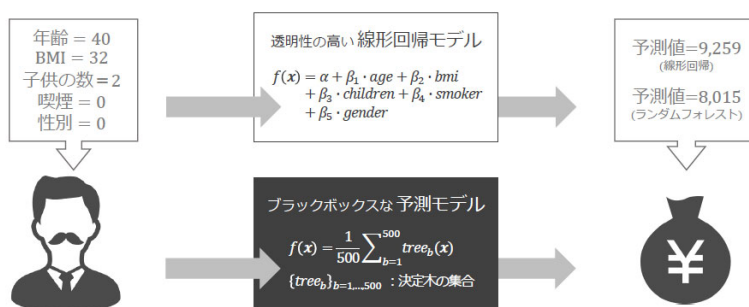 年齢 = 40
BMI = 32
子供の数 = 2
喫煙 = 0
性別 = 0
透明性の高い 線形回帰モデル
f(x) = α + β₁ · age + β₂ · bmi
+ β₃ · children + β₄ · smoker
+ β₅ · gender
予測値=9,259
(線形回帰)
予測値=8,015
(ランダムフォレスト)
ブラックボックスな 予測モデル
f(x) = 1/500 ∑_{b=1}^{500} tree_b(x)
{tree_b}_{b=1,...,500} : 決定木の集合
¥